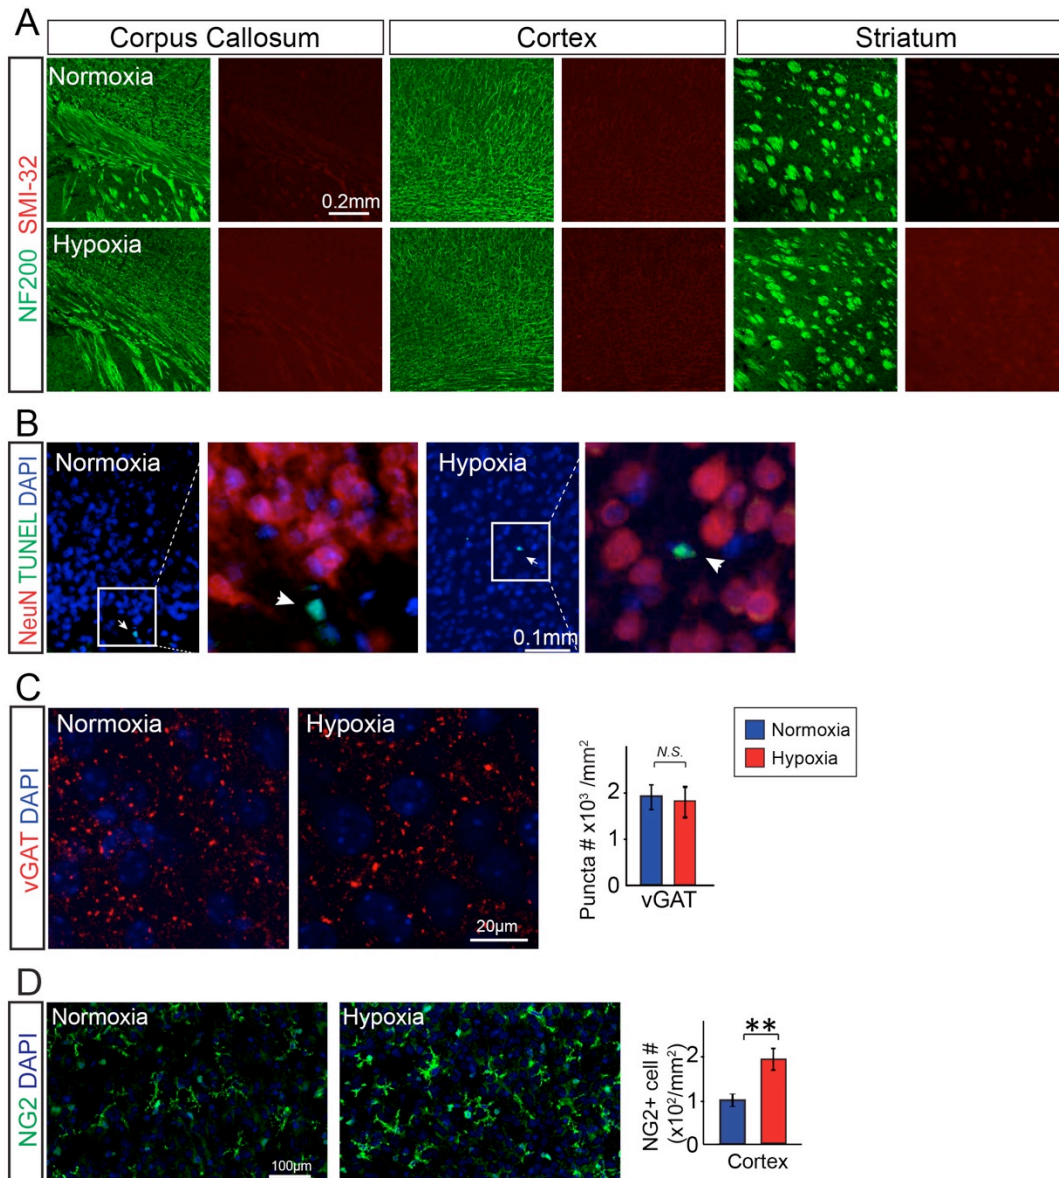 A
Corpus Callosum
Cortex
Striatum
NF200 SMI-32
Normoxia
0.2mm
Hypoxia
B
NeuN TUNEL DAPI
Normoxia
Hypoxia
0.1mm
C
vGAT DAPI
Normoxia
Hypoxia
20µm
Puncta # x10³ /mm²
2
1
0
N.S.
vGAT
Normoxia
Hypoxia
D
NG2 DAPI
Normoxia
100µm
Hypoxia
NG2+ cell #
(x10²/mm²)
2
1
0
**
Cortex